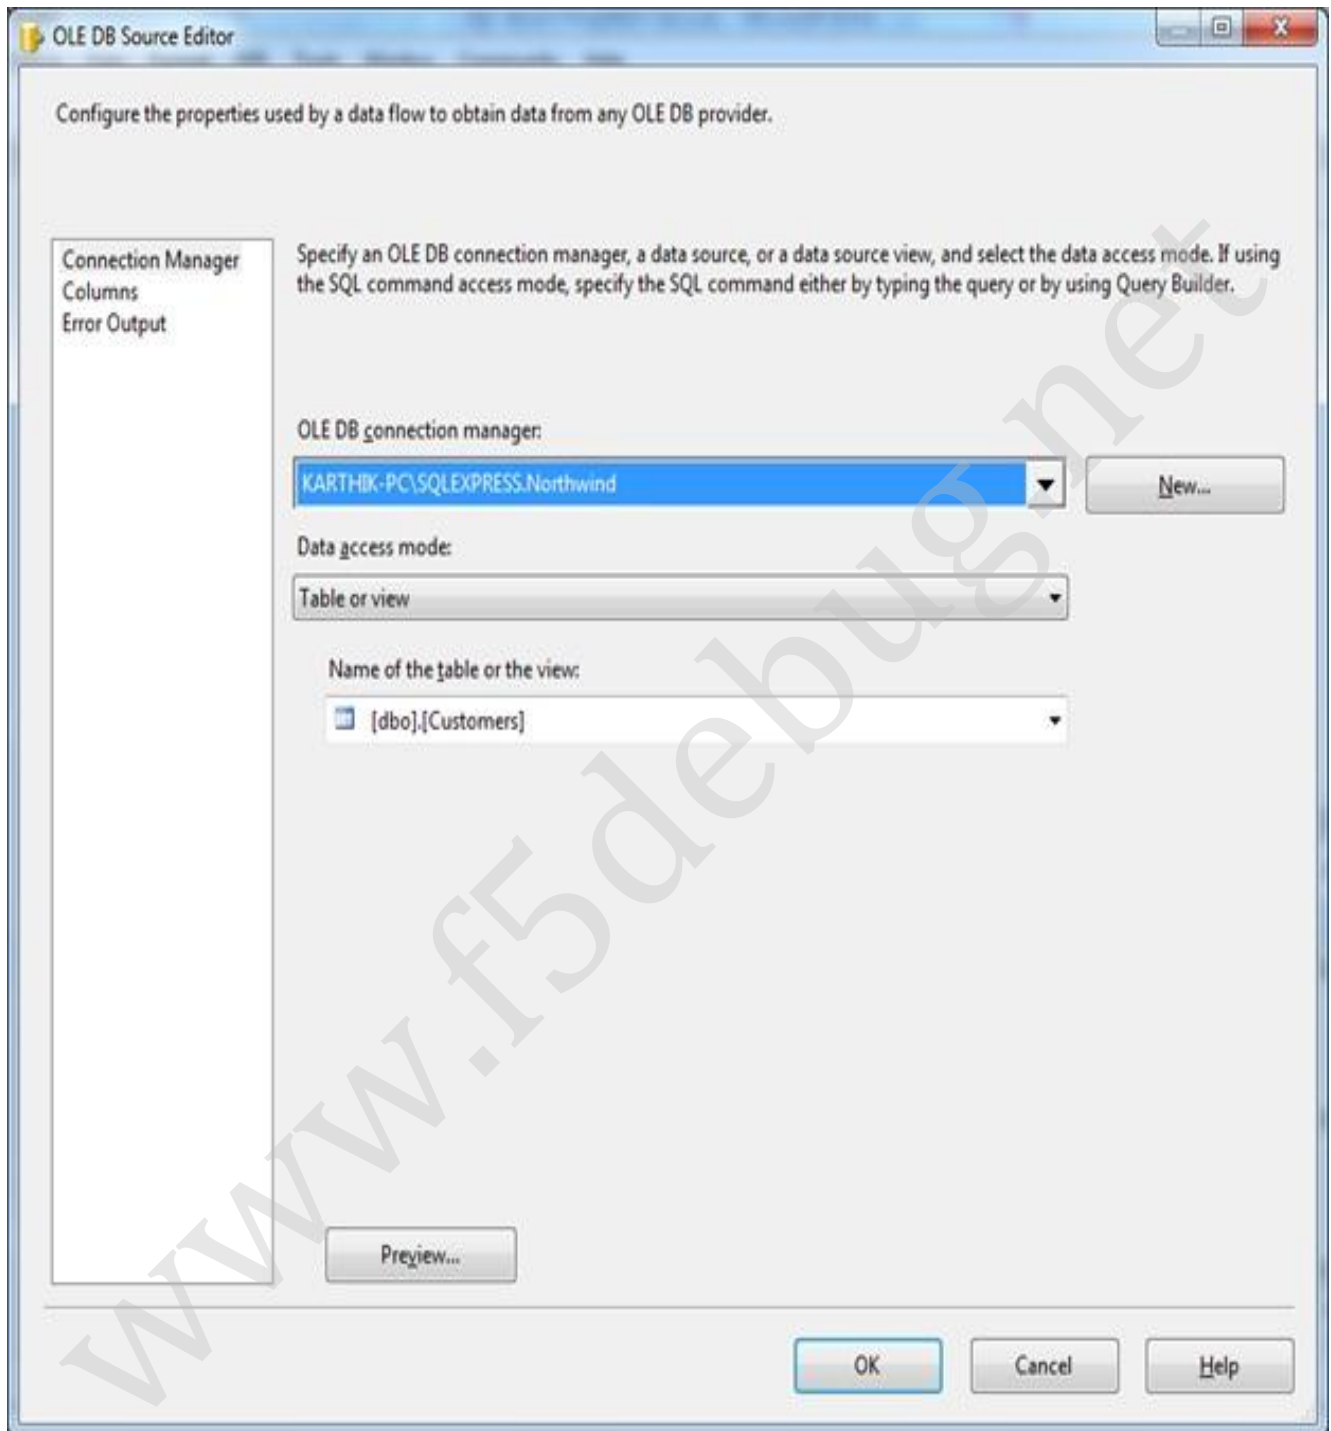 OLE DB Source Editor
Configure the properties used by a data flow to obtain data from any OLE DB provider.
Connection Manager
Columns
Error Output
Specify an OLE DB connection manager, a data source, or a data source view, and select the data access mode. If using
the SQL command access mode, specify the SQL command either by typing the query or by using Query Builder.
OLE DB connection manager:
KARTHIK-PC\SQLEXPRESS.Northwind
New...
Data access mode:
Table or view
Name of the table or the view:
[dbo].[Customers]
Preview...
OK
Cancel
Help
www.f5debug.net